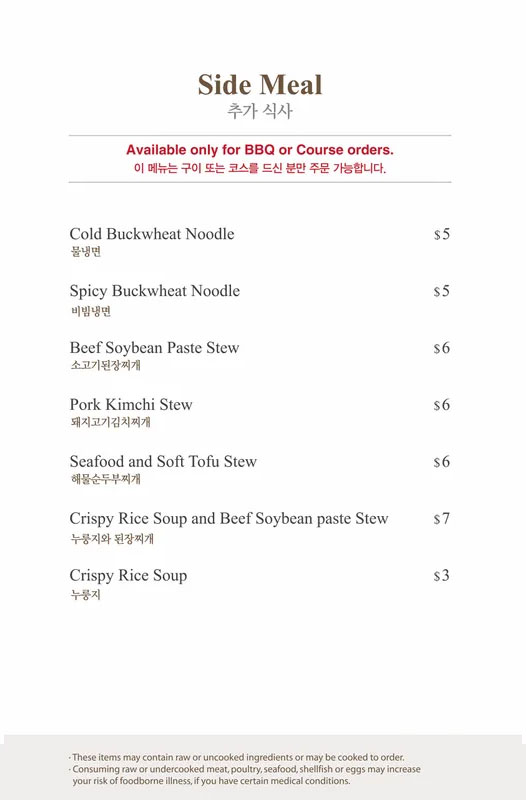 Side Meal
추가 식사
Available only for BBQ or Course orders.
이 메뉴는 구이 또는 코스를 드신 분만 주문 가능합니다.
Cold Buckwheat Noodle $5
물냉면
Spicy Buckwheat Noodle $5
비빔냉면
Beef Soybean Paste Stew $6
소고기된장찌개
Pork Kimchi Stew $6
돼지고기김치찌개
Seafood and Soft Tofu Stew $6
해물순두부찌개
Crispy Rice Soup and Beef Soybean paste Stew $7
누룽지와 된장찌개
Crispy Rice Soup $3
누룽지
· These items may contain raw or uncooked ingredients or may be cooked to order.
· Consuming raw or undercooked meat, poultry, seafood, shellfish or eggs may increase
your risk of foodborne illness, if you have certain medical conditions.